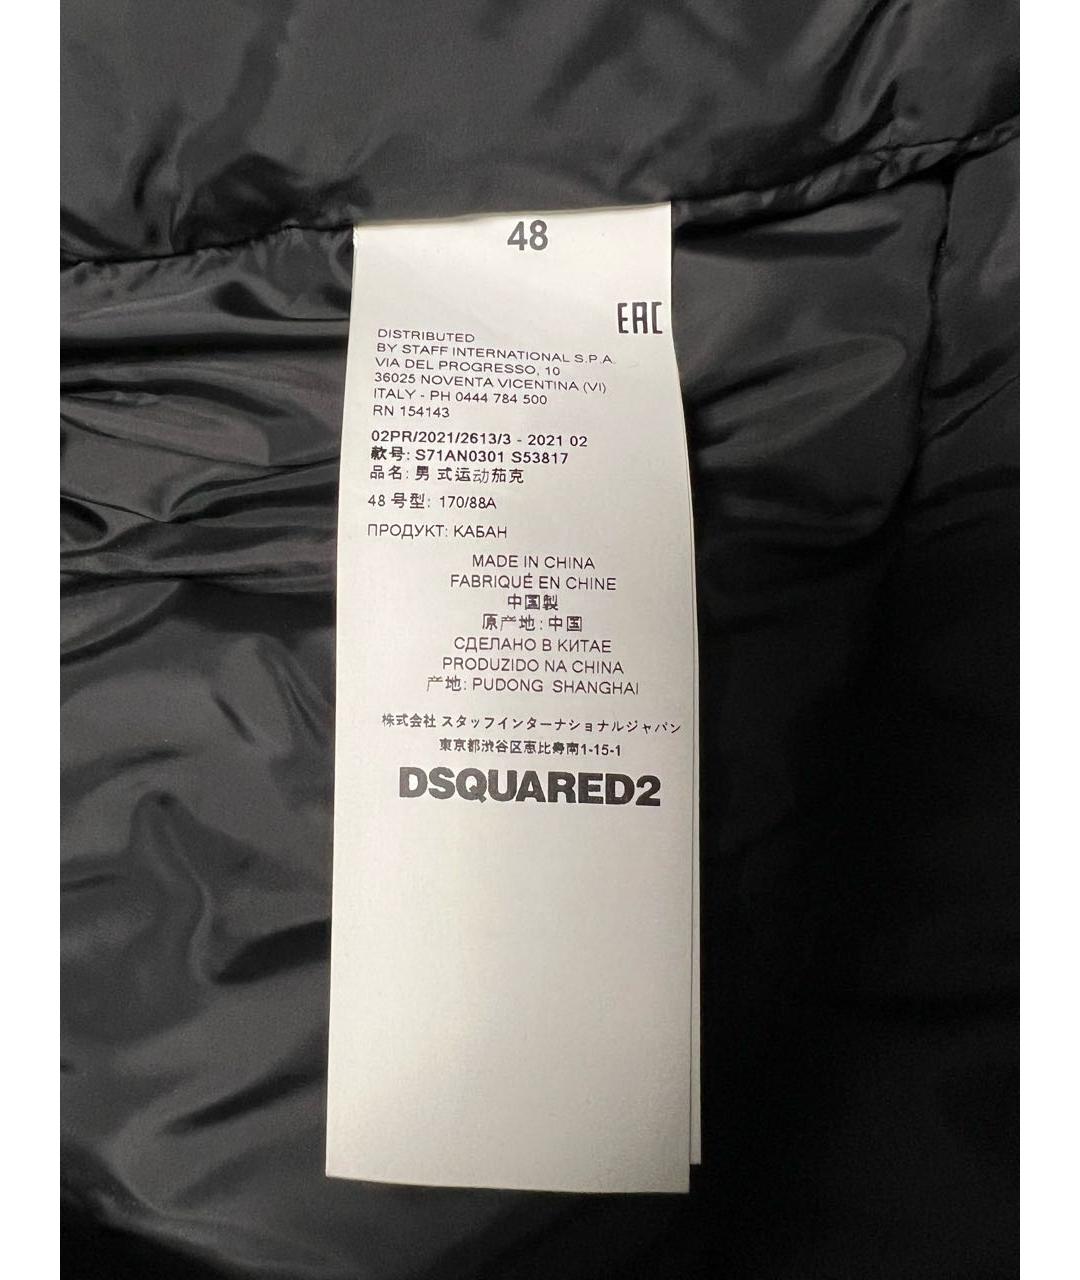 48
EAC
DISTRIBUTED
BY STAFF INTERNATIONAL S.P.A.
VIA DEL PROGRESSO, 10
36025 NOVENTA VICENTINA (VI)
ITALY - PH 0444 784 500
RN 154143
02PR/2021/2613/3 - 2021 02
款号: S71AN0301 S53817
品名: 男 式运动茄克
48 号型: 170/88A
ПРОДУКТ: КАБАН
MADE IN CHINA
FABRIQUÉ EN CHINE
中国製
原产地: 中国
СДЕЛАНО В КИТАЕ
PRODUZIDO NA CHINA
产地: PUDONG SHANGHAI
株式会社 スタッフインターナショナルジャパン
東京都渋谷区恵比寿南1-15-1
DSQUARED2